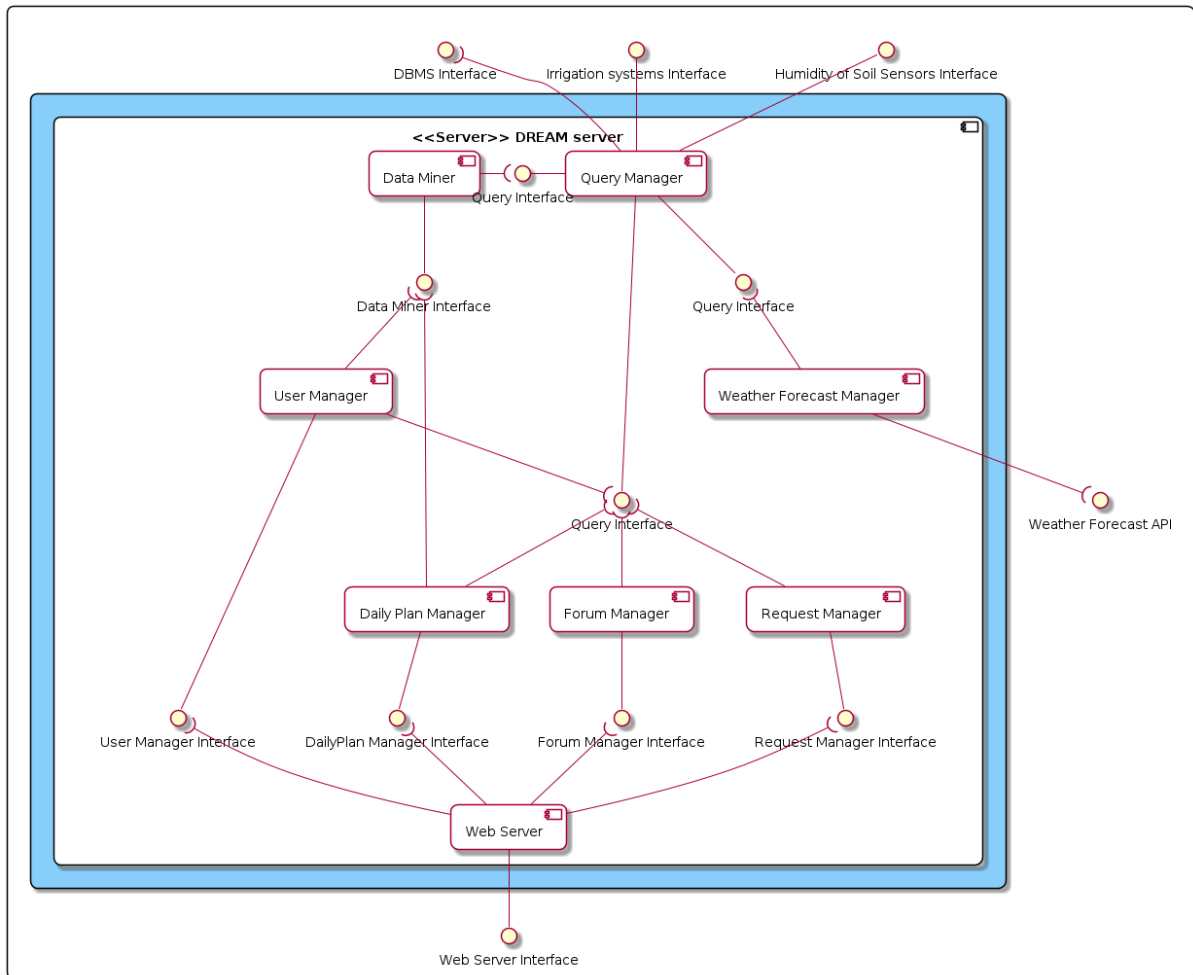 DBMS Interface
Irrigation systems Interface
Humidity of Soil Sensors Interface
<<Server>> DREAM server
Data Miner
Query Interface
Query Manager
Data Miner Interface
Query Interface
User Manager
Weather Forecast Manager
Query Interface
Weather Forecast API
Daily Plan Manager
Forum Manager
Request Manager
User Manager Interface
DailyPlan Manager Interface
Forum Manager Interface
Request Manager Interface
Web Server
Web Server Interface